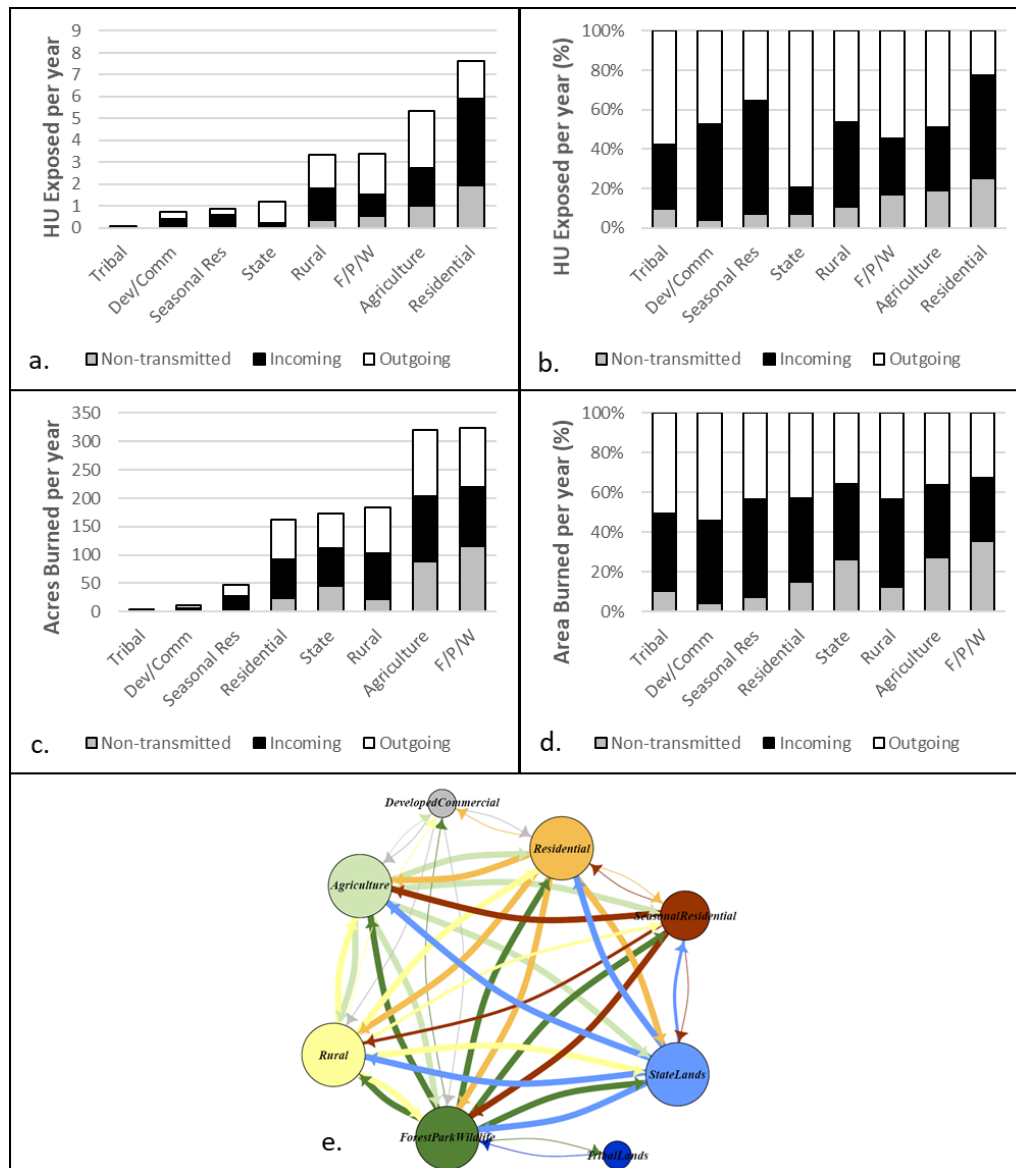 HU Exposed per year
9
8
7
6
5
4
3
2
1
0
Tribal
Dev/Comm
Seasonal Res
State
Rural
F/P/W
Agriculture
Residential
a.
Non-transmitted Incoming Outgoing
HU Exposed per year (%)
100%
80%
60%
40%
20%
0%
Tribal
Dev/Comm
Seasonal Res
State
Rural
F/P/W
Agriculture
Residential
b.
Non-transmitted Incoming Outgoing
Acres Burned per year
350
300
250
200
150
100
50
0
Tribal
Dev/Comm
Seasonal Res
Residential
State
Rural
Agriculture
F/P/W
c.
Non-transmitted Incoming Outgoing
Area Burned per year (%)
100%
80%
60%
40%
20%
0%
Tribal
Dev/Comm
Seasonal Res
Residential
State
Rural
Agriculture
F/P/W
d.
Non-transmitted Incoming Outgoing
DevelopedCommercial
Residential
Agriculture
SeasonalResidential
Rural
StateLands
ForestParkWildlife
TribalLands
e.